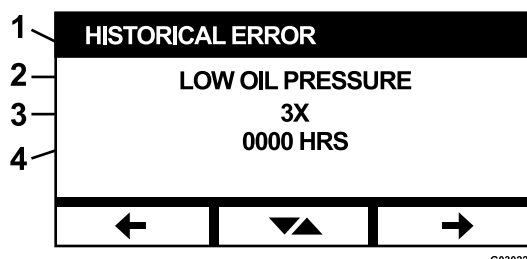 1 HISTORICAL ERROR
2 LOW OIL PRESSURE
3 3X
4 0000 HRS